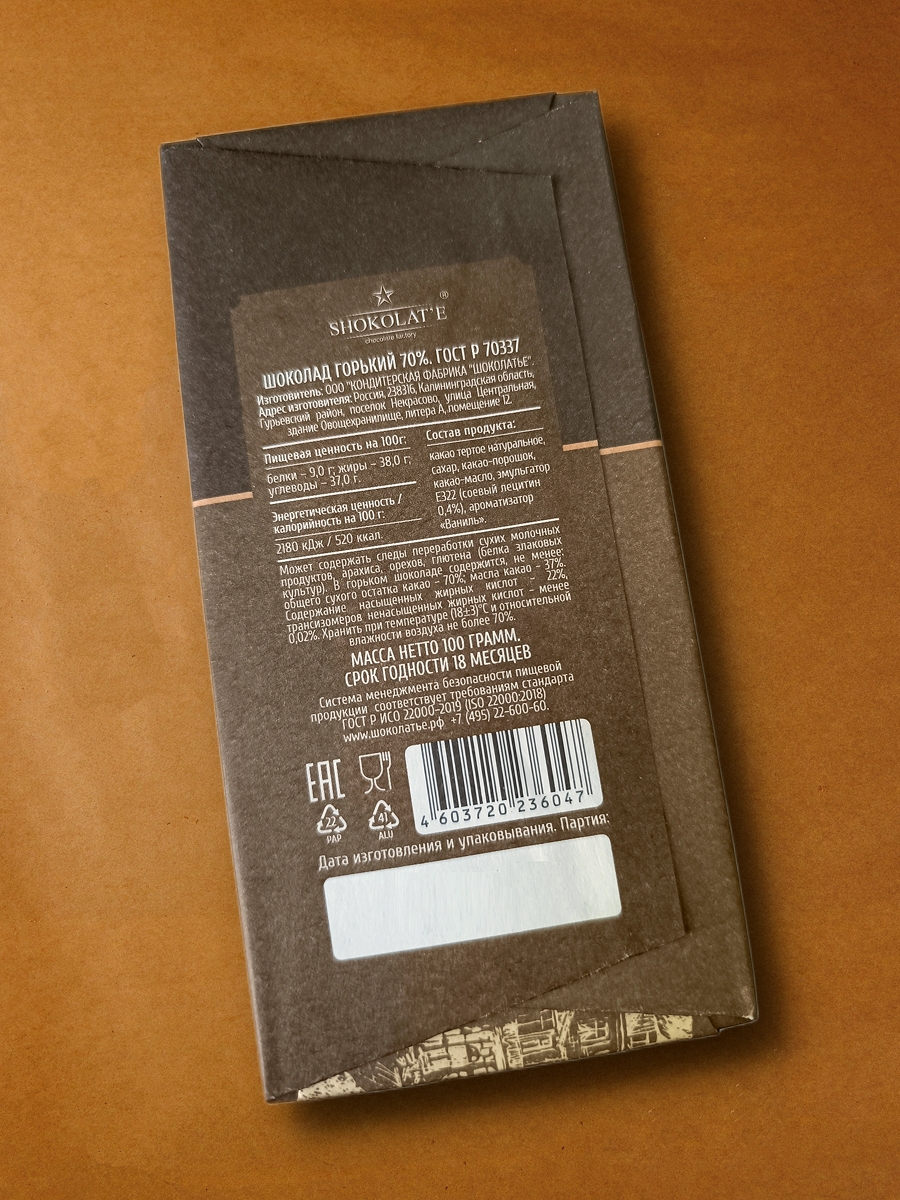 ®
SHOKOLAT'E
chocolate factory
ШОКОЛАД ГОРЬКИЙ 70%. ГОСТ Р 70337
Изготовитель: ООО "КОНДИТЕРСКАЯ ФАБРИКА "ШОКОЛАТЬЕ".
Адрес изготовителя: Россия, 238316, Калининградская область,
Гурьевский район, поселок Некрасово, улица Центральная,
здание Овощехранилище, литера А, помещение 12.
Пищевая ценность на 100г:
белки – 9,0 г; жиры – 38,0 г;
углеводы – 37,0 г.
Энергетическая ценность /
калорийность на 100 г:
2180 кДж / 520 ккал.
Состав продукта:
какао тертое натуральное,
сахар, какао-порошок,
какао-масло, эмульгатор
Е322 (соевый лецитин
0,4%), ароматизатор
«Ваниль».
Может содержать следы переработки сухих молочных
продуктов, арахиса, орехов, глютена (белка злаковых
культур). В горьком шоколаде содержится, не менее:
общего сухого остатка какао – 70%; масла какао – 37%.
Содержание насыщенных жирных кислот – 22%,
трансизомеров ненасыщенных жирных кислот – менее
0,02%. Хранить при температуре (18±3)°С и относительной
влажности воздуха не более 70%.
МАССА НЕТТО 100 ГРАММ.
СРОК ГОДНОСТИ 18 МЕСЯЦЕВ
Система менеджмента безопасности пищевой
продукции соответствует требованиям стандарта
ГОСТ Р ИСО 22000-2019 (ISO 22000:2018)
www.шоколатье.рф +7 (495) 22-600-60.
EAC
22
PAP
41
ALU
4 603720 236047
Дата изготовления и упаковывания. Партия: